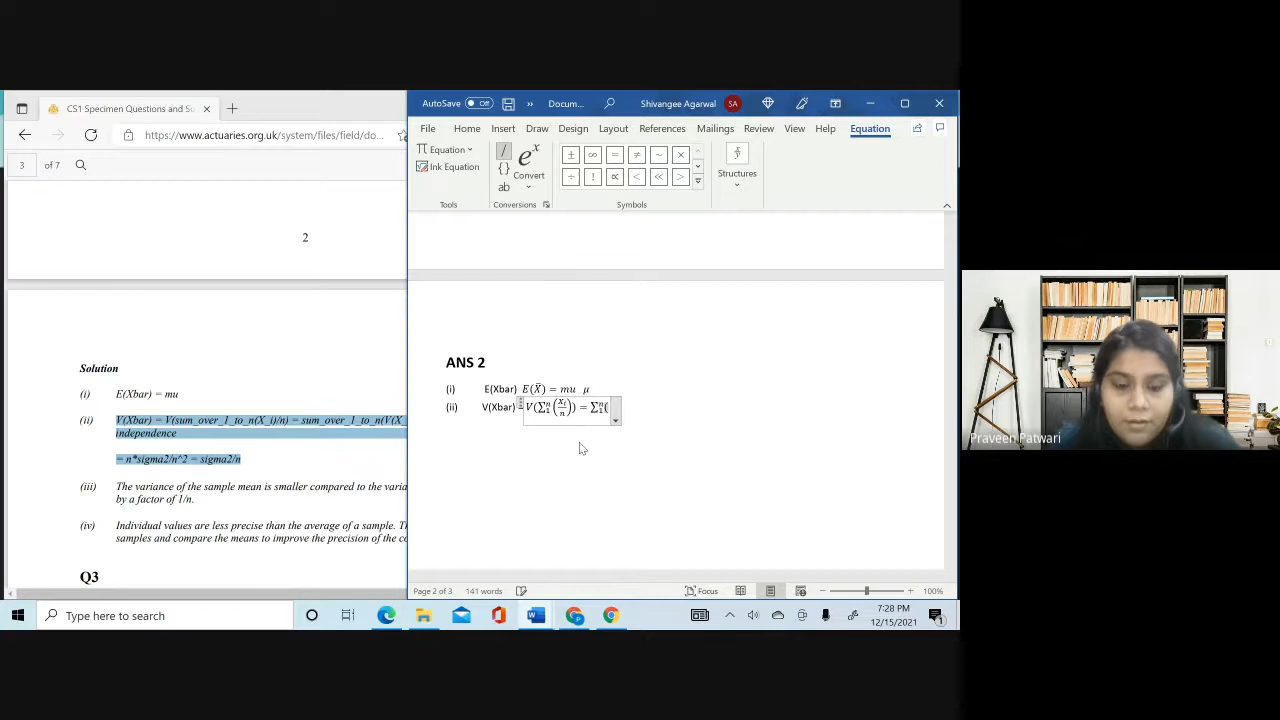 CS1 Specimen Questions and So
https://www.actuaries.org.uk/system/files/field/do...
3 of 7
2
Solution
(i) E(Xbar) = mu
(ii) V(Xbar) = V(sum_over_1_to_n(X_i)/n) = sum_over_1_to_n(V(X_
independence
= n*sigma2/n^2 = sigma2/n
(iii) The variance of the sample mean is smaller compared to the varia
by a factor of 1/n.
(iv) Individual values are less precise than the average of a sample. Th
samples and compare the means to improve the precision of the co
Q3
AutoSave Off Docum... Shivangee Agarwal SA
File Home Insert Draw Design Layout References Mailings Review View Help Equation
Equation
Ink Equation
/
{}
ab
e^x
Convert
± ∞ = ≠ ~ ×
÷ ! ∝ < ≪ >
Structures
Tools Conversions Symbols
ANS 2
(i) E(Xbar) E(X̄) = mu μ
(ii) V(Xbar)
Page 2 of 3 141 words Focus 100%
Praveen Patwari
Type here to search
7:28 PM
12/15/2021
1